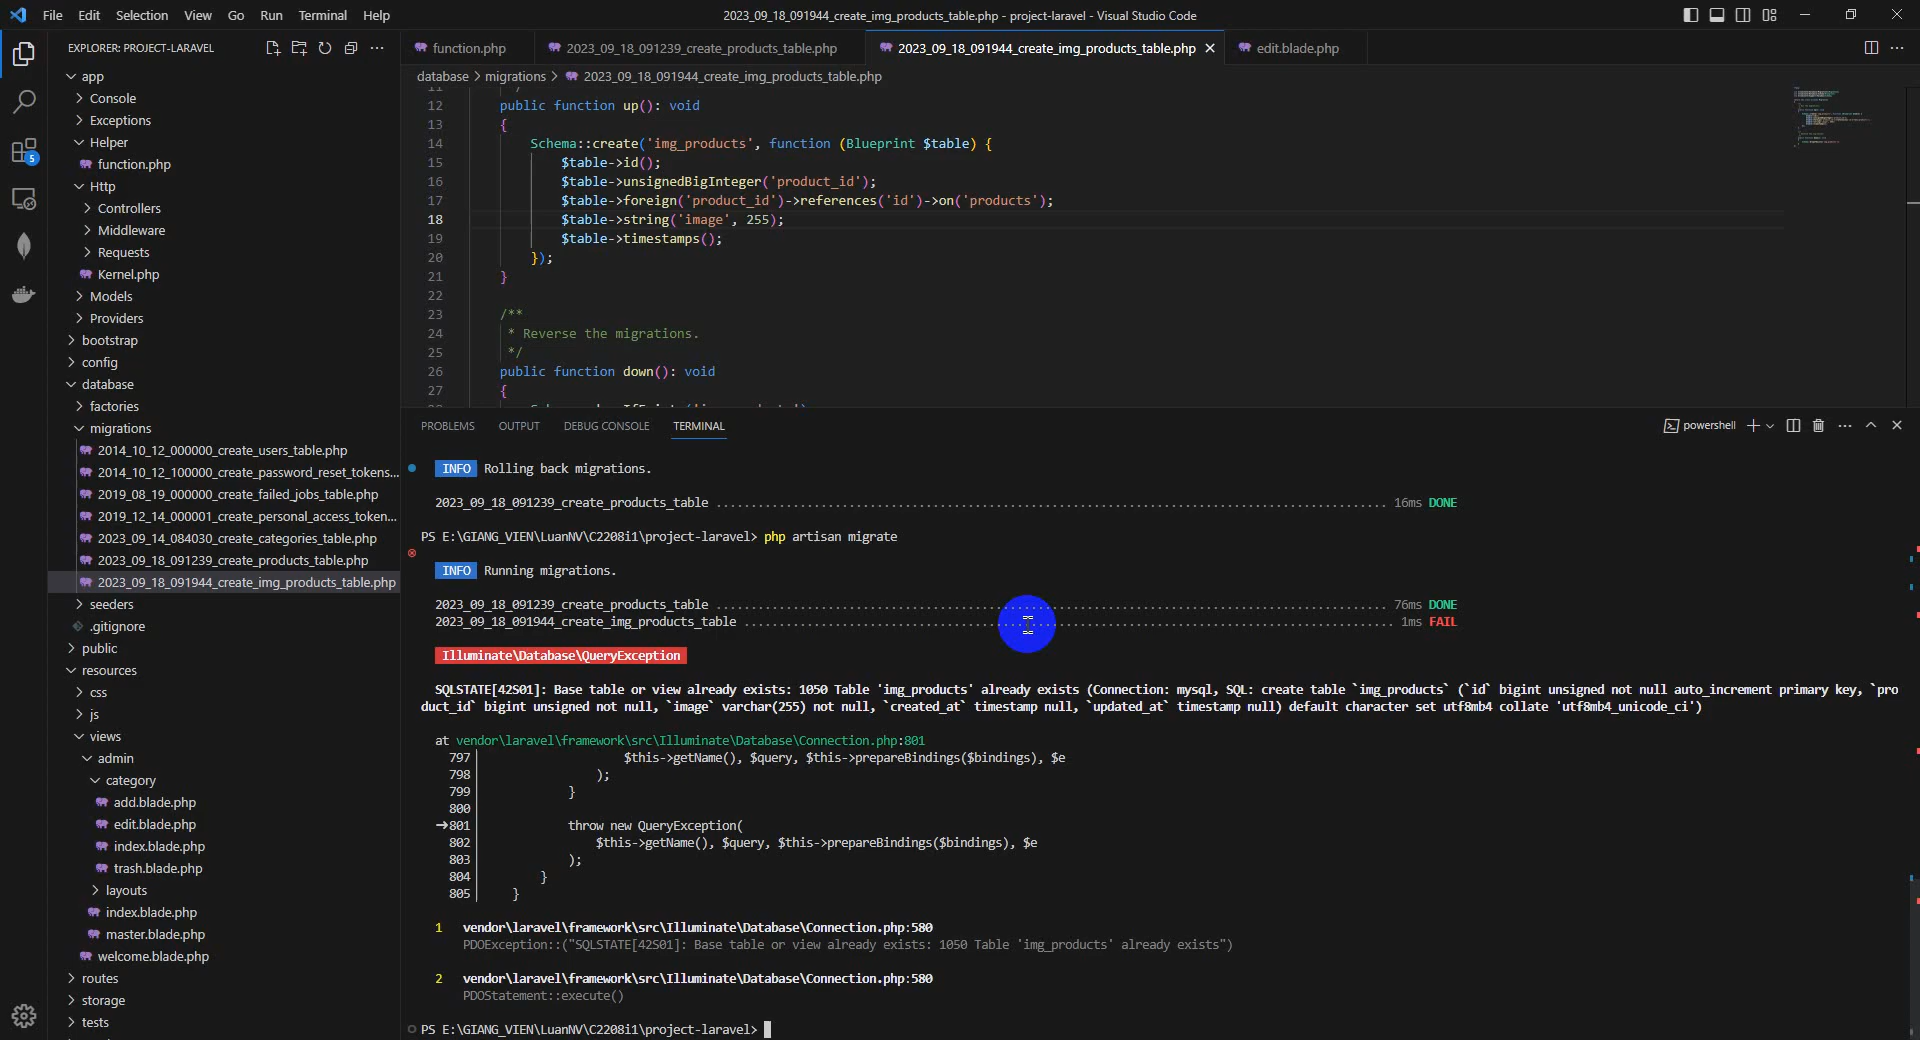 File Edit Selection View Go Run Terminal Help
2023_09_18_091944_create_img_products_table.php - project-laravel - Visual Studio Code
EXPLORER: PROJECT-LARAVEL
app
Console
Exceptions
Helper
function.php
Http
Controllers
Middleware
Requests
Kernel.php
Models
Providers
bootstrap
config
database
factories
migrations
2014_10_12_000000_create_users_table.php
2014_10_12_100000_create_password_reset_tokens...
2019_08_19_000000_create_failed_jobs_table.php
2019_12_14_000001_create_personal_access_token...
2023_09_14_084030_create_categories_table.php
2023_09_18_091239_create_products_table.php
2023_09_18_091944_create_img_products_table.php
seeders
.gitignore
public
resources
css
js
views
admin
category
add.blade.php
edit.blade.php
index.blade.php
trash.blade.php
layouts
index.blade.php
master.blade.php
welcome.blade.php
routes
storage
tests
5
function.php
2023_09_18_091239_create_products_table.php
2023_09_18_091944_create_img_products_table.php
edit.blade.php
database > migrations > 2023_09_18_091944_create_img_products_table.php
12 public function up(): void
13 {
14 Schema::create('img_products', function (Blueprint $table) {
15 $table->id();
16 $table->unsignedBigInteger('product_id');
17 $table->foreign('product_id')->references('id')->on('products');
18 $table->string('image', 255);
19 $table->timestamps();
20 });
21 }
22
23 /**
24 * Reverse the migrations.
25 */
26 public function down(): void
27 {
PROBLEMS OUTPUT DEBUG CONSOLE TERMINAL
powershell
INFO Rolling back migrations.
2023_09_18_091239_create_products_table ........ 16ms DONE
PS E:\GIANG_VIEN\LuanNV\C2208i1\project-laravel> php artisan migrate
INFO Running migrations.
2023_09_18_091239_create_products_table ........ 76ms DONE
2023_09_18_091944_create_img_products_table ........ 1ms FAIL
Illuminate\Database\QueryException
SQLSTATE[42S01]: Base table or view already exists: 1050 Table 'img_products' already exists (Connection: mysql, SQL: create table `img_products` (`id` bigint unsigned not null auto_increment primary key, `pro
duct_id` bigint unsigned not null, `image` varchar(255) not null, `created_at` timestamp null, `updated_at` timestamp null) default character set utf8mb4 collate 'utf8mb4_unicode_ci')
at vendor\laravel\framework\src\Illuminate\Database\Connection.php:801
797 $this->getName(), $query, $this->prepareBindings($bindings), $e
798 );
799 }
800
➜801 throw new QueryException(
802 $this->getName(), $query, $this->prepareBindings($bindings), $e
803 );
804 }
805 }
1 vendor\laravel\framework\src\Illuminate\Database\Connection.php:580
PDOException::("SQLSTATE[42S01]: Base table or view already exists: 1050 Table 'img_products' already exists")
2 vendor\laravel\framework\src\Illuminate\Database\Connection.php:580
PDOStatement::execute()
PS E:\GIANG_VIEN\LuanNV\C2208i1\project-laravel>